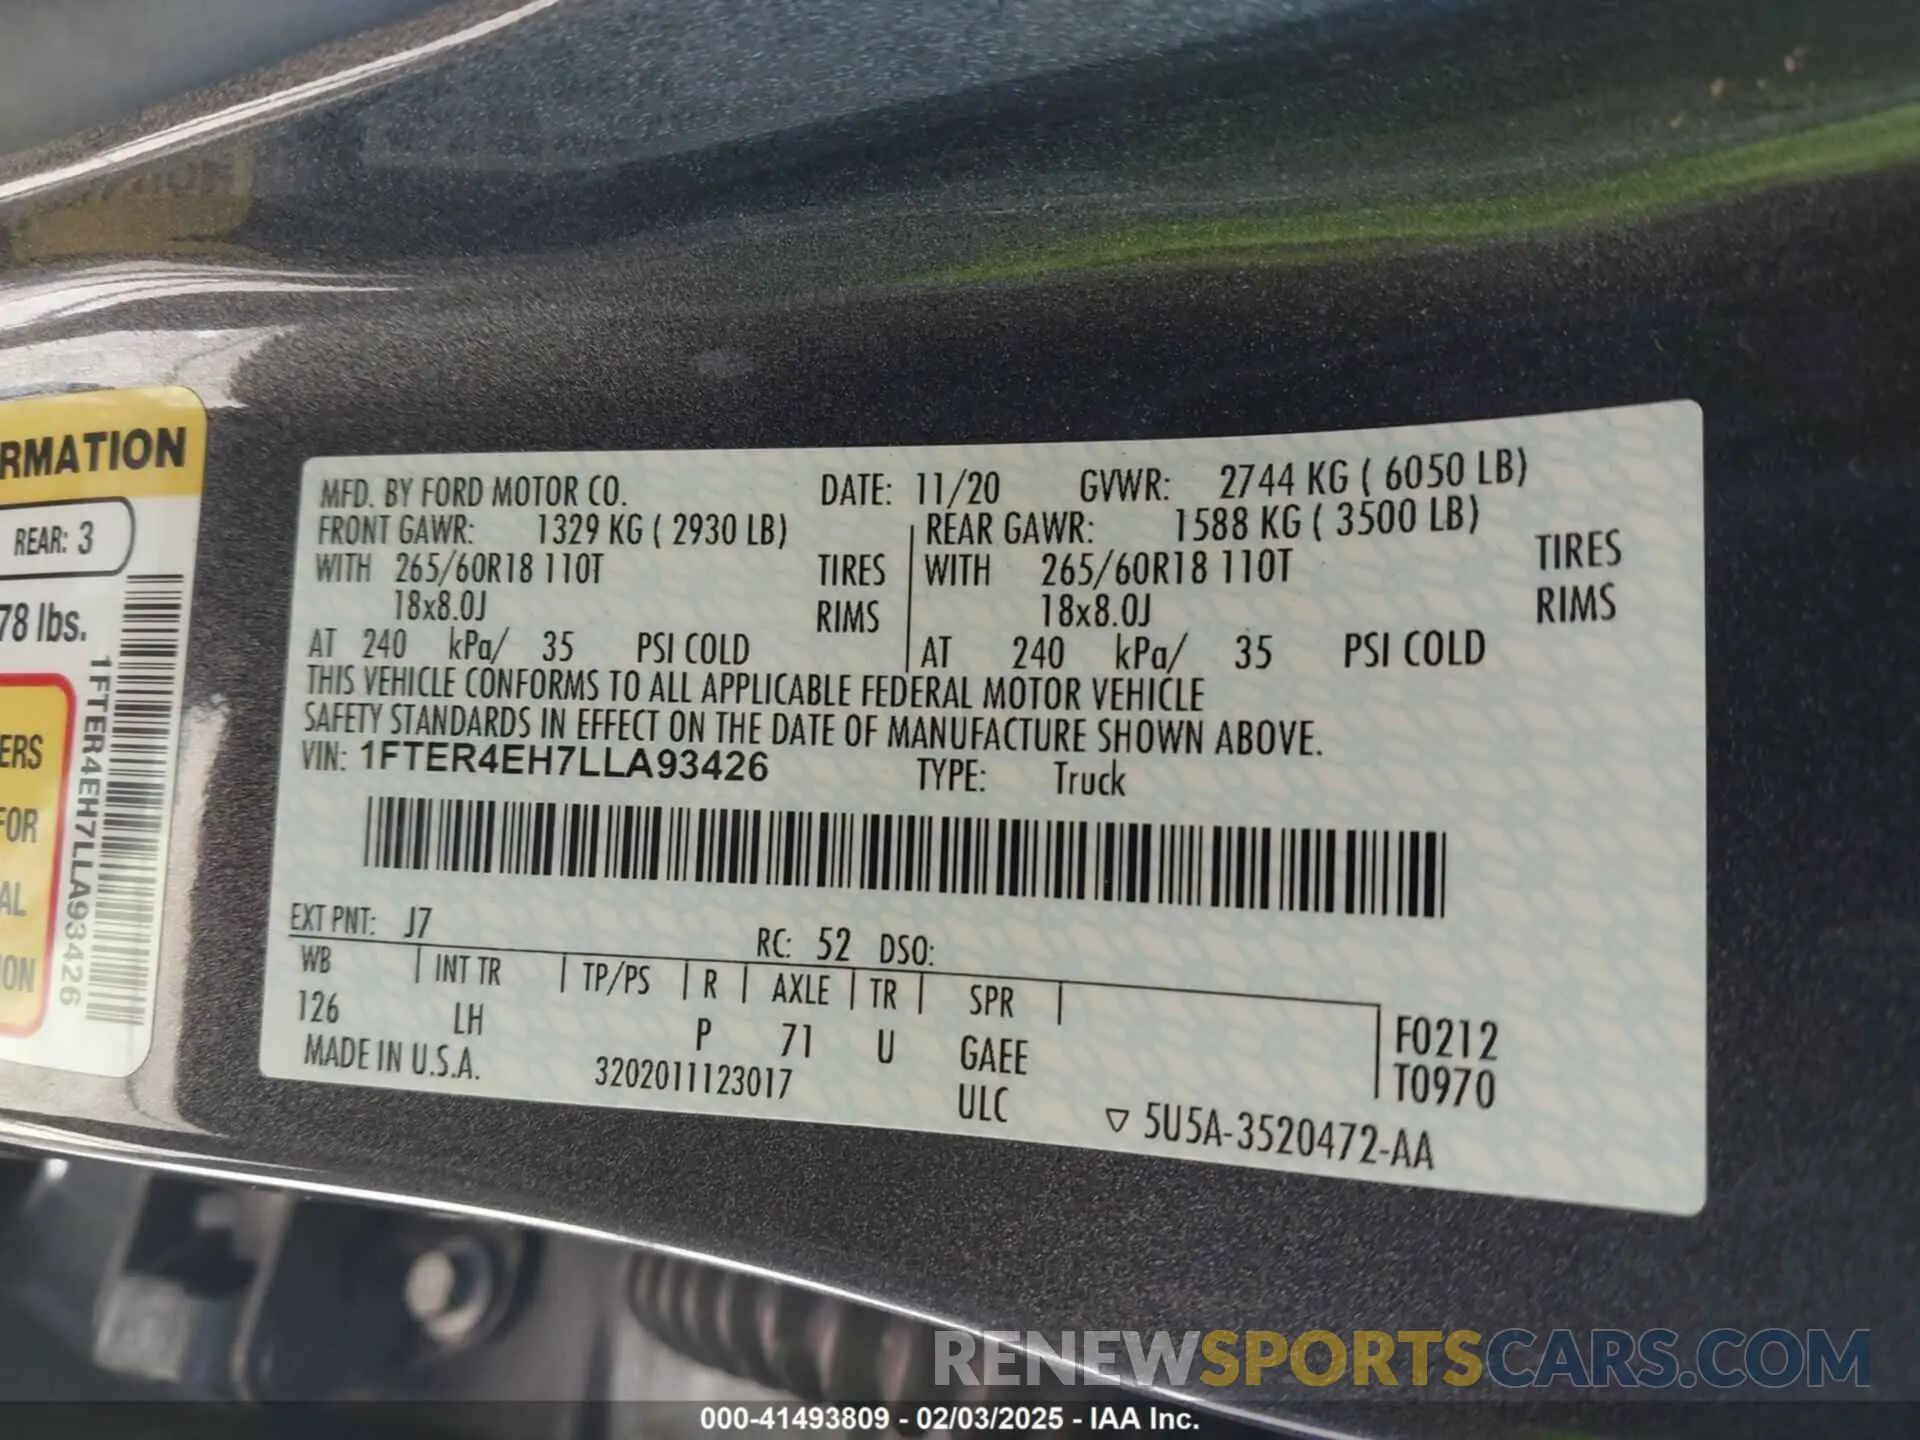 RMATION
REAR: 3
78 lbs.
ERS
FOR
AL
ION
1FTER4EH7LLA93426
MFD. BY FORD MOTOR CO. DATE: 11/20 GVWR: 2744 KG ( 6050 LB)
FRONT GAWR: 1329 KG ( 2930 LB) REAR GAWR: 1588 KG ( 3500 LB)
WITH 265/60R18 110T TIRES WITH 265/60R18 110T TIRES
18x8.0J RIMS 18x8.0J RIMS
AT 240 kPa/ 35 PSI COLD AT 240 kPa/ 35 PSI COLD
THIS VEHICLE CONFORMS TO ALL APPLICABLE FEDERAL MOTOR VEHICLE
SAFETY STANDARDS IN EFFECT ON THE DATE OF MANUFACTURE SHOWN ABOVE.
VIN: 1FTER4EH7LLA93426 TYPE: Truck
EXT PNT: J7 RC: 52 DSO:
WB INT TR TP/PS R AXLE TR SPR
126 LH P 71 U GAEE F0212
MADE IN U.S.A. 3202011123017 ULC T0970
▽ 5U5A-3520472-AA
RENEWSPORTSCARS.COM
000-41493809 - 02/03/2025 - IAA Inc.